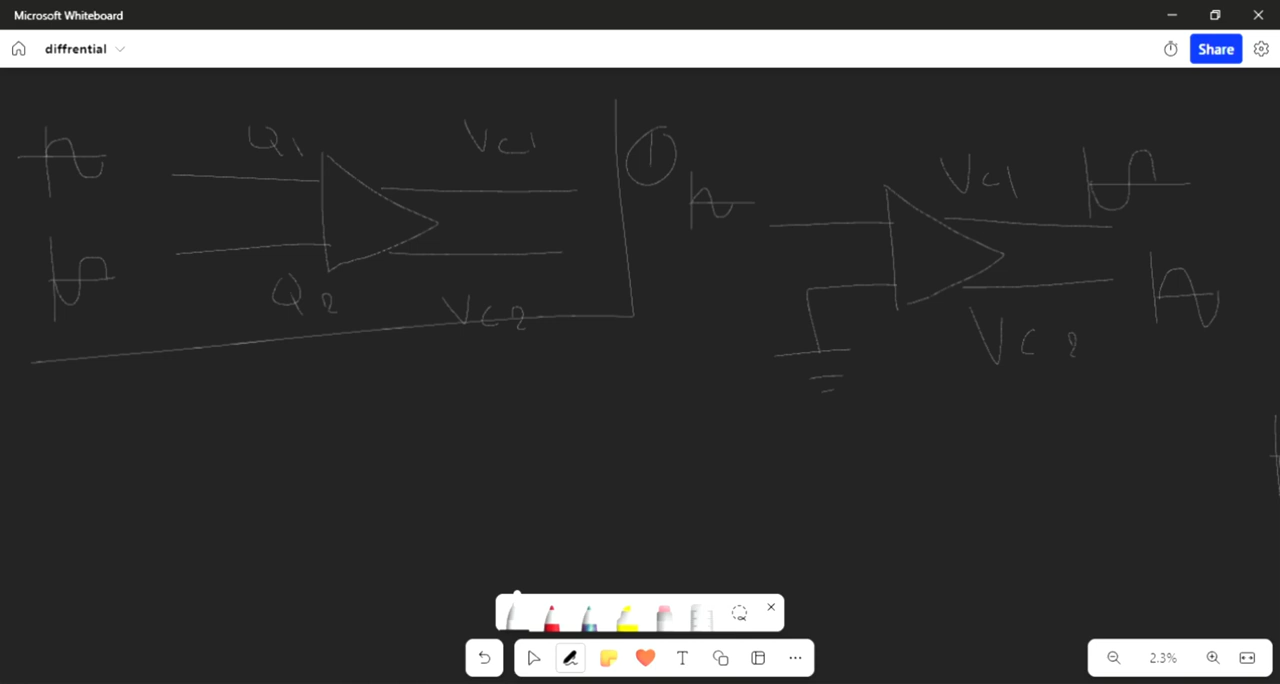 Microsoft Whiteboard
diffrential
Share
Q1
VC1
Q2
VC2
1
VC1
VC2
T
2.3%